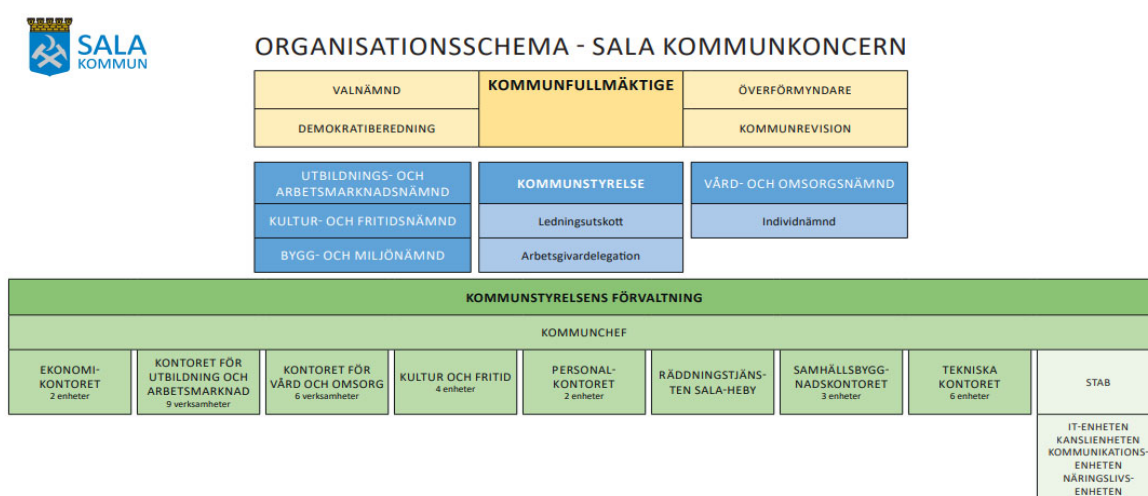 SALA
KOMMUN
ORGANISATIONSSCHEMA - SALA KOMMUNKONCERN
VALNÄMND
KOMMUNFULLMÄKTIGE
ÖVERFÖRMYNDARE
DEMOKRATIBEREDNING
KOMMUNREVISION
UTBILDNINGS- OCH
ARBETSMARKNADSNÄMND
KOMMUNSTYRELSE
VÅRD- OCH OMSORGSNÄMND
KULTUR- OCH FRITIDSNÄMND
Ledningsutskott
Individnämnd
BYGG- OCH MILJÖNÄMND
Arbetsgivardelegation
KOMMUNSTYRELSENS FÖRVALTNING
KOMMUNCHEF
EKONOMI-
KONTORET
2 enheter
KONTORET FÖR
UTBILDNING OCH
ARBETSMARKNAD
9 verksamheter
KONTORET FÖR
VÅRD OCH OMSORG
6 verksamheter
KULTUR OCH FRITID
4 enheter
PERSONAL-
KONTORET
2 enheter
RÄDDNINGSTJÄNS-
TEN SALA-HEBY
SAMHÄLLSBYGG-
NADSKONTORET
3 enheter
TEKNISKA
KONTORET
6 enheter
STAB
IT-ENHETEN
KANSLIENHETEN
KOMMUNIKATIONS-
ENHETEN
NÄRINGSLIVS-
ENHETEN